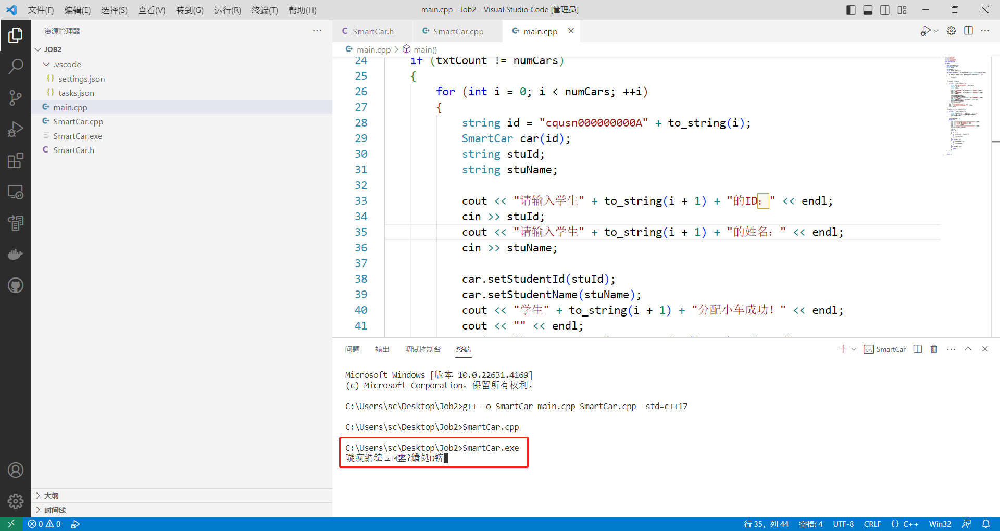 文件(F) 编辑(E) 选择(S) 查看(V) 转到(G) 运行(R) 终端(T) 帮助(H) main.cpp - Job2 - Visual Studio Code [管理员]
资源管理器
JOB2
.vscode
settings.json
tasks.json
main.cpp
SmartCar.cpp
SmartCar.exe
SmartCar.h
大纲
时间线
SmartCar.h SmartCar.cpp main.cpp
main.cpp > main()
24 if (txtCount != numCars)
25 {
26 for (int i = 0; i < numCars; ++i)
27 {
28 string id = "cqusn000000000A" + to_string(i);
29 SmartCar car(id);
30 string stuId;
31 string stuName;
32
33 cout << "请输入学生" + to_string(i + 1) + "的ID：" << endl;
34 cin >> stuId;
35 cout << "请输入学生" + to_string(i + 1) + "的姓名：" << endl;
36 cin >> stuName;
37
38 car.setStudentId(stuId);
39 car.setStudentName(stuName);
40 cout << "学生" + to_string(i + 1) + "分配小车成功！" << endl;
41 cout << "" << endl;
问题 输出 调试控制台 终端 SmartCar
Microsoft Windows [版本 10.0.22631.4169]
(c) Microsoft Corporation。保留所有权利。
C:\Users\sc\Desktop\Job2>g++ -o SmartCar main.cpp SmartCar.cpp -std=c++17
C:\Users\sc\Desktop\Job2>SmartCar.cpp
C:\Users\sc\Desktop\Job2>SmartCar.exe
璇疯緭鍏ュ鐢?鐨処D锛
0 0 行 35，列 44 空格: 4 UTF-8 CRLF {} C++ Win32